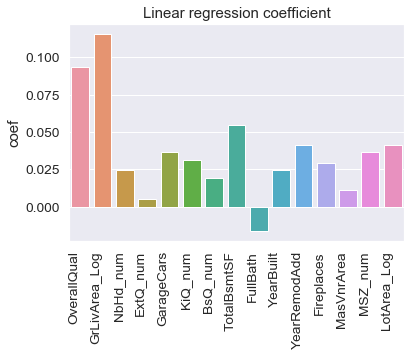 Linear regression coefficient
coef
0.100
0.075
0.050
0.025
0.000
OverallQual
GrLivArea_Log
NbHd_num
ExtQ_num
GarageCars
KiQ_num
BsQ_num
TotalBsmtSF
FullBath
YearBuilt
YearRemodAdd
Fireplaces
MasVnrArea
MSZ_num
LotArea_Log